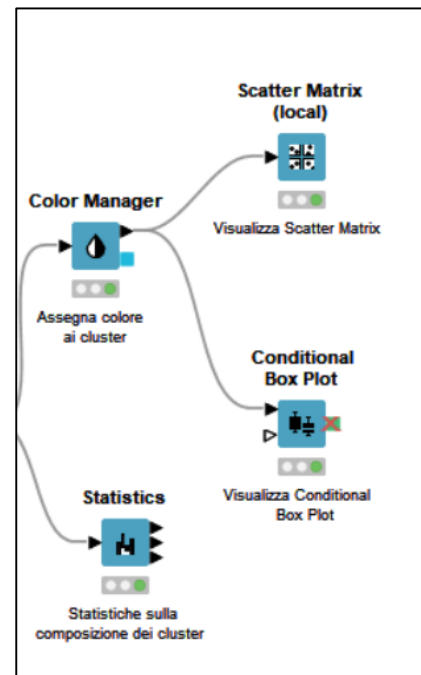 Scatter Matrix
(local)
Visualizza Scatter Matrix
Color Manager
Assegna colore
ai cluster
Conditional
Box Plot
Visualizza Conditional
Box Plot
Statistics
Statistiche sulla
composizione dei cluster